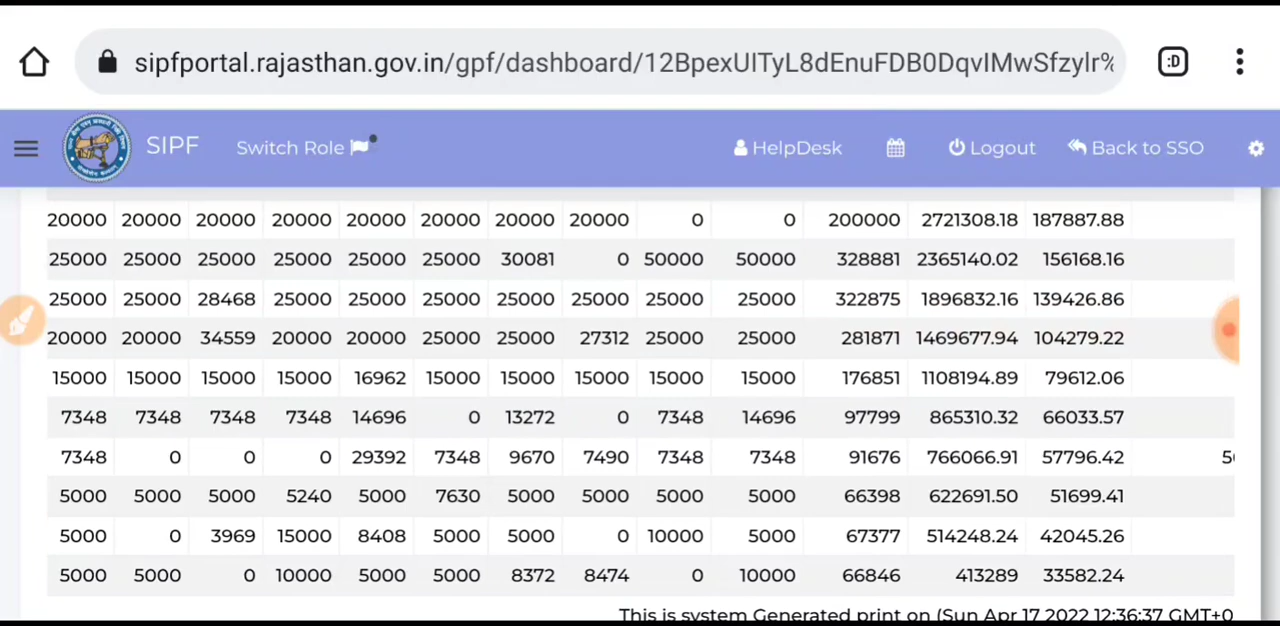 sipfportal.rajasthan.gov.in/gpf/dashboard/12BpexUITyL8dEnuFDB0DqvIMwSfzylr%
:D
SIPF Switch Role HelpDesk Logout Back to SSO
20000 20000 20000 20000 20000 20000 20000 20000 0 0 200000 2721308.18 187887.88
25000 25000 25000 25000 25000 25000 30081 0 50000 50000 328881 2365140.02 156168.16
25000 25000 28468 25000 25000 25000 25000 25000 25000 25000 322875 1896832.16 139426.86
20000 20000 34559 20000 20000 25000 25000 27312 25000 25000 281871 1469677.94 104279.22
15000 15000 15000 15000 16962 15000 15000 15000 15000 15000 176851 1108194.89 79612.06
7348 7348 7348 7348 14696 0 13272 0 7348 14696 97799 865310.32 66033.57
7348 0 0 0 29392 7348 9670 7490 7348 7348 91676 766066.91 57796.42 5
5000 5000 5000 5240 5000 7630 5000 5000 5000 5000 66398 622691.50 51699.41
5000 0 3969 15000 8408 5000 5000 0 10000 5000 67377 514248.24 42045.26
5000 5000 0 10000 5000 5000 8372 8474 0 10000 66846 413289 33582.24
This is system Generated print on (Sun Apr 17 2022 12:36:37 GMT+0